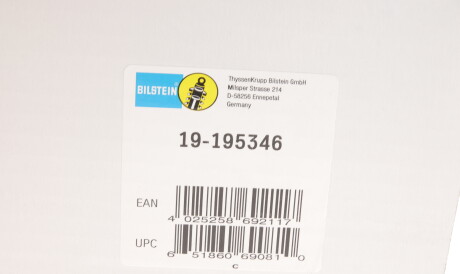 BILSTEIN
ThyssenKrupp Bilstein GmbH
Milsper Strasse 214
D-58256 Ennepetal
Germany
19-195346
EAN
4 025258 692117
UPC
6 51860 69081 0
c